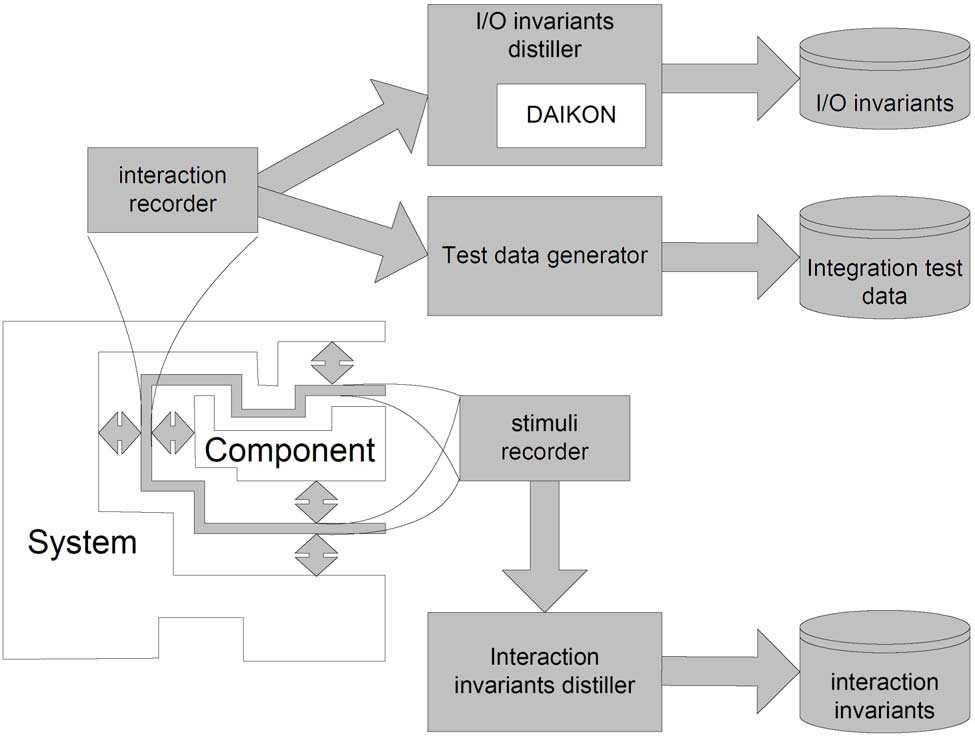 I/O invariants
distiller
DAIKON
I/O invariants
interaction
recorder
Test data generator
Integration test
data
stimuli
recorder
Component
System
Interaction
invariants distiller
interaction
invariants